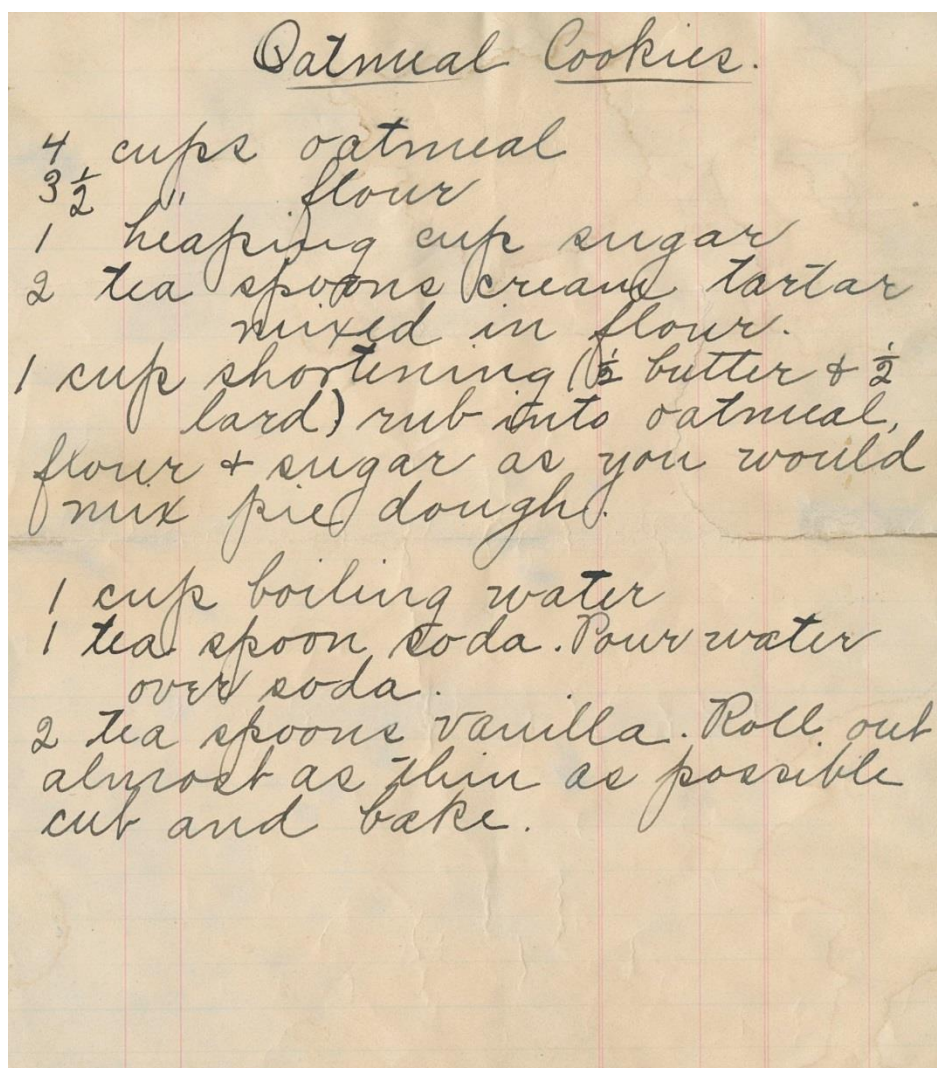 Oatmeal Cookies.
4 cups oatmeal
3½ " flour
1 heaping cup sugar
2 tea spoons cream tartar
mixed in flour.
1 cup shortening (½ butter & ½
lard) rub into oatmeal,
flour & sugar as you would
mix pie dough.
1 cup boiling water
1 tea spoon soda. Pour water
over soda.
2 tea spoons vanilla. Roll out
almost as thin as possible
cut and bake.